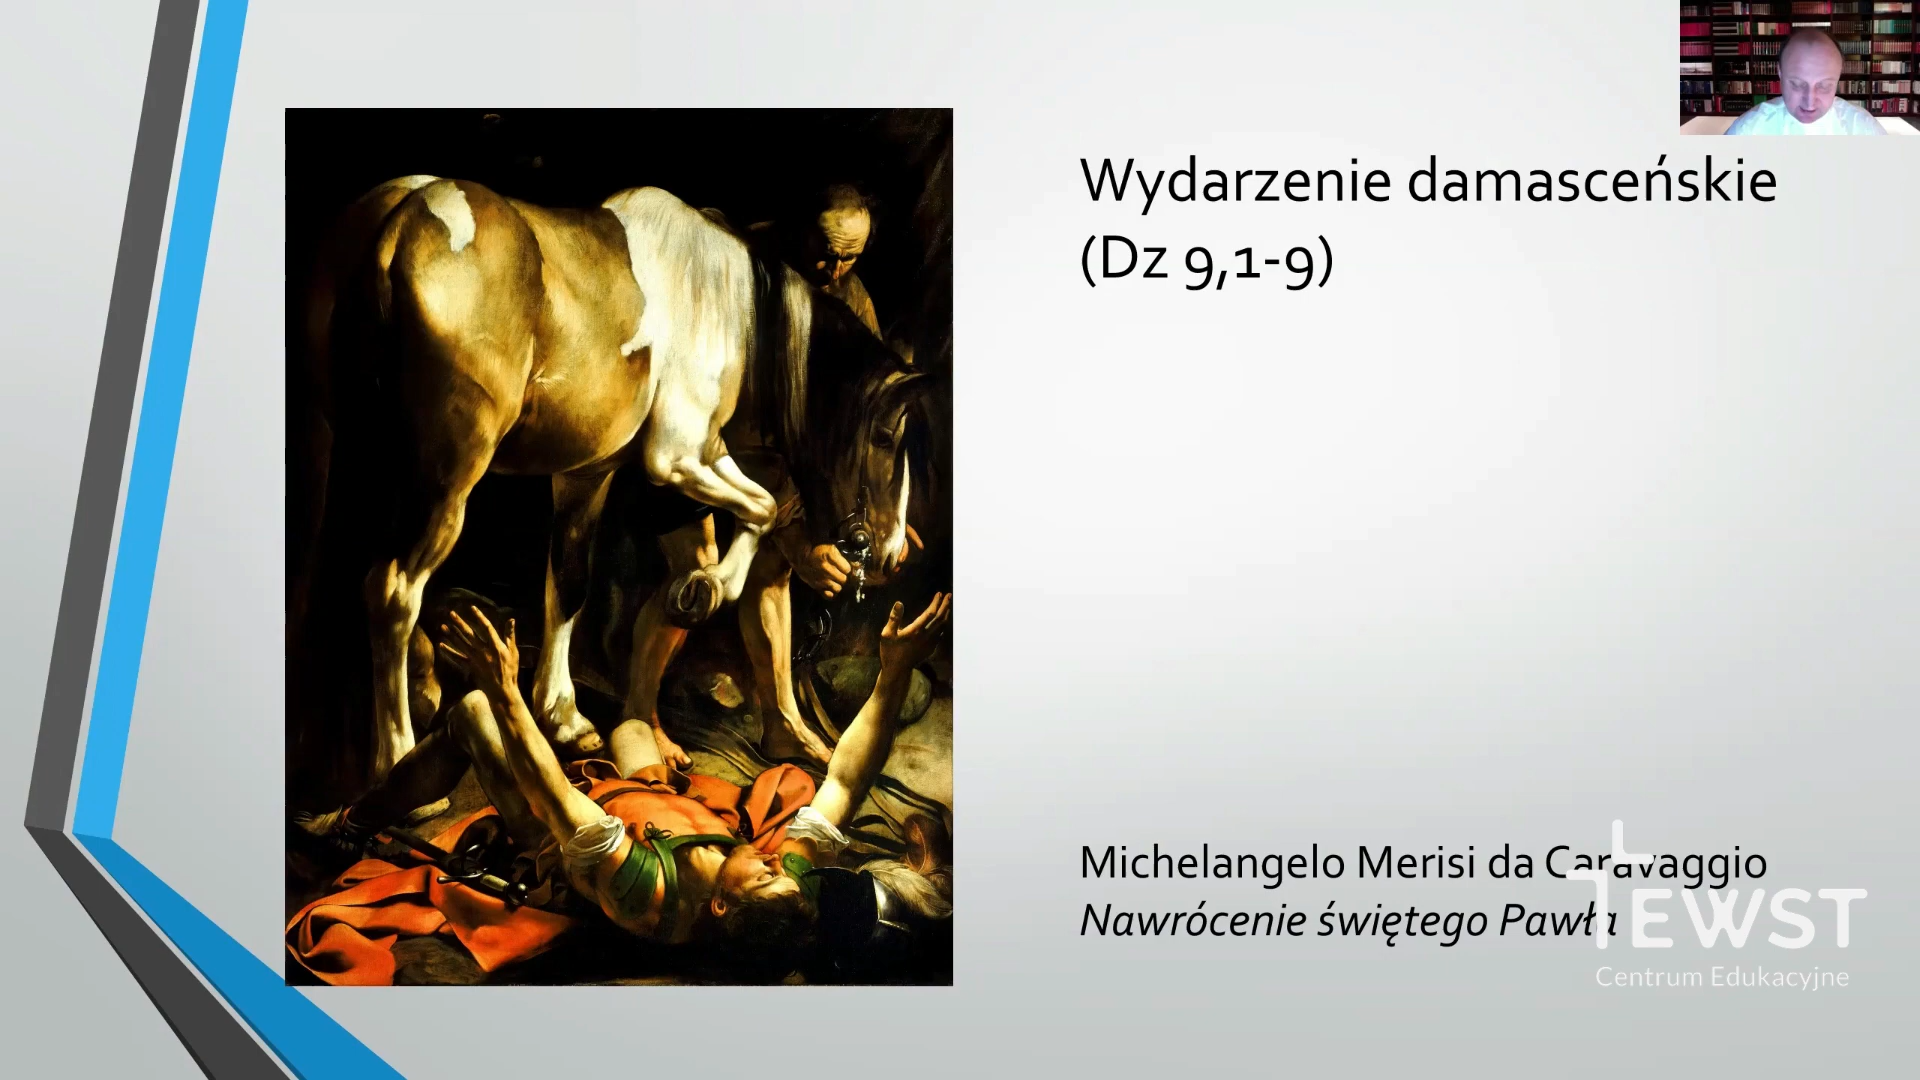 Wydarzenie damasceńskie
(Dz 9,1-9)
Michelangelo Merisi da Caravaggio
Nawrócenie świętego Pawła
EWST
Centrum Edukacyjne